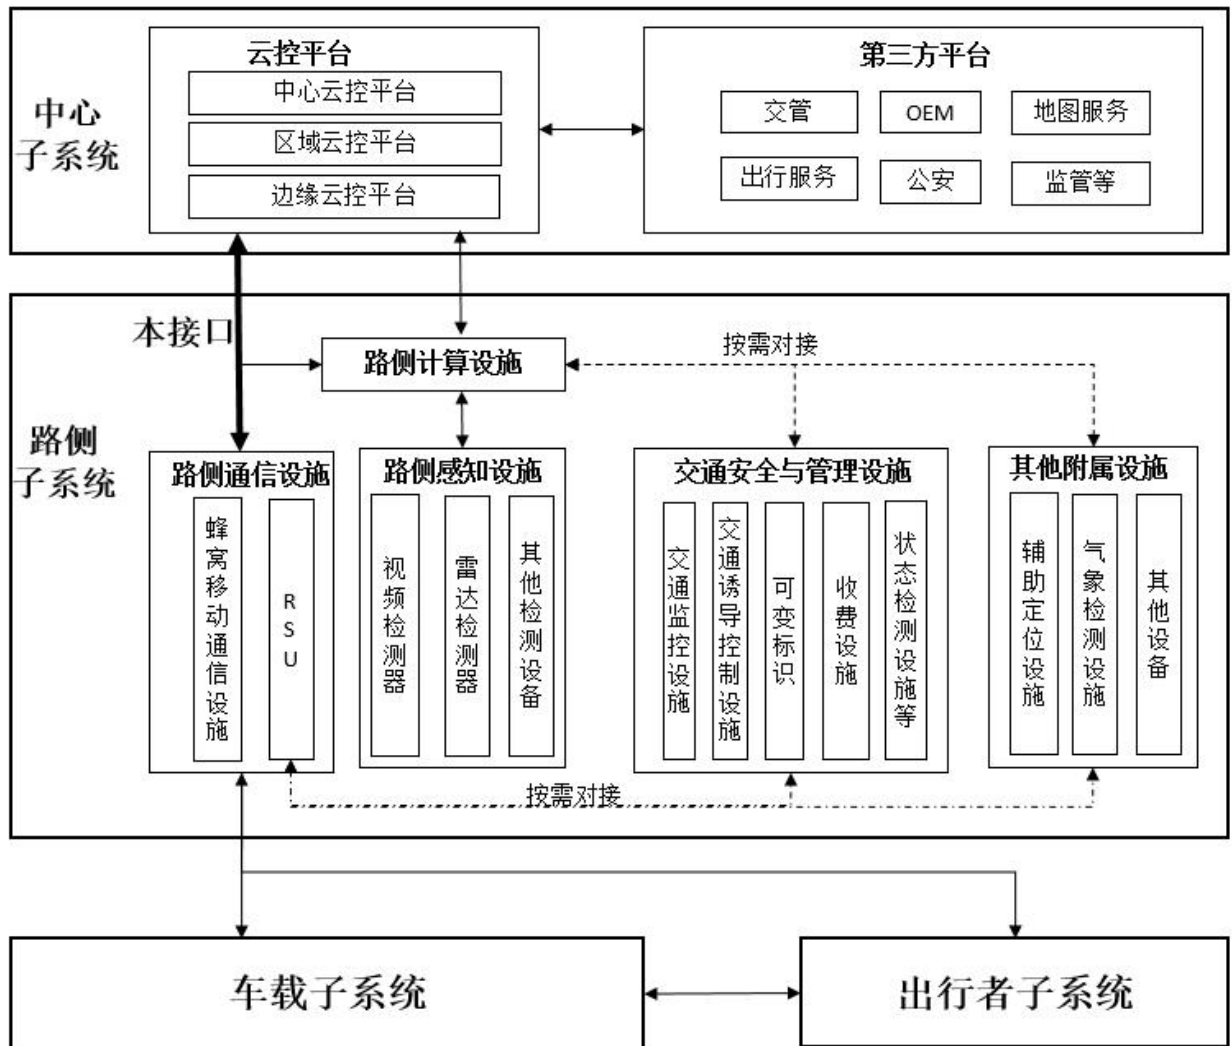 中心
子系统
云控平台
中心云控平台
区域云控平台
边缘云控平台
第三方平台
交管
OEM
地图服务
出行服务
公安
监管等
本接口
路侧
子系统
路侧计算设施
按需对接
路侧通信设施
蜂窝移动通信设施
RSU
路侧感知设施
视频检测器
雷达检测器
其他检测设备
交通安全与管理设施
交通监控设施
交通诱导控制设施
可变标识
收费设施
状态检测设施等
其他附属设施
辅助定位设施
气象检测设施
其他设备
按需对接
车载子系统
出行者子系统